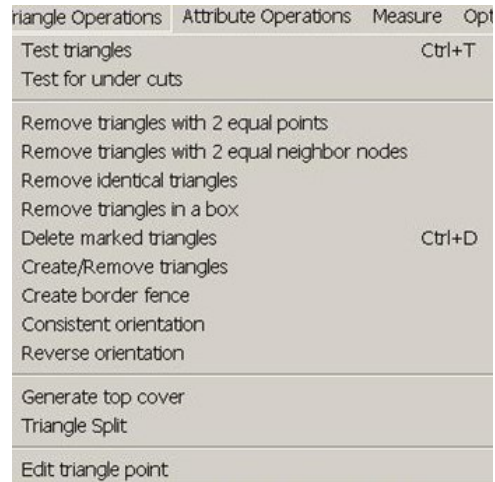 riangle Operations Attribute Operations Measure Opt
Test triangles Ctrl+T
Test for under cuts
Remove triangles with 2 equal points
Remove triangles with 2 equal neighbor nodes
Remove identical triangles
Remove triangles in a box
Delete marked triangles Ctrl+D
Create/Remove triangles
Create border fence
Consistent orientation
Reverse orientation
Generate top cover
Triangle Split
Edit triangle point